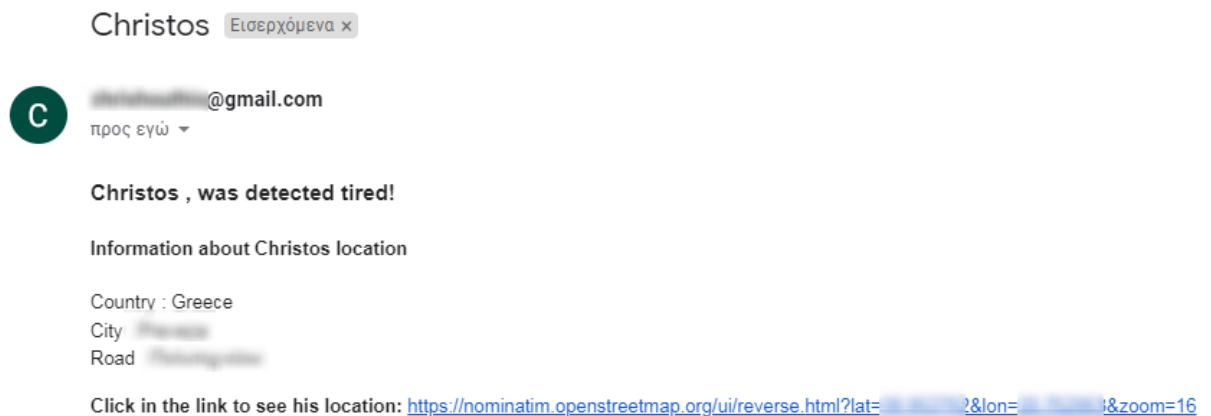 Christos Εισερχόμενα x
C
@gmail.com
προς εγώ
Christos , was detected tired!
Information about Christos location
Country : Greece
City
Road
Click in the link to see his location: https://nominatim.openstreetmap.org/ui/reverse.html?lat= 2&lon= &zoom=16